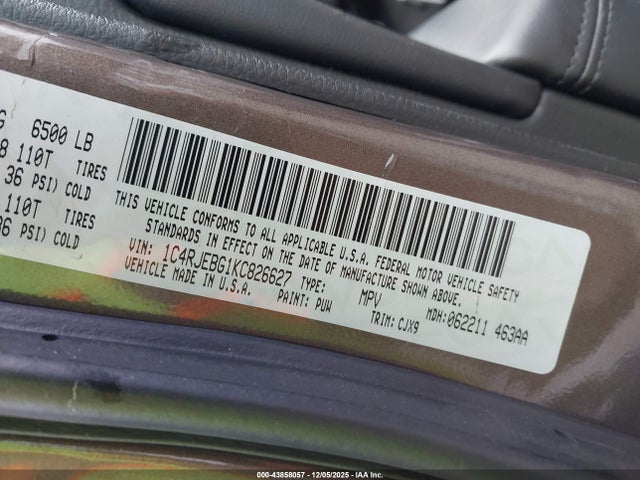 6500 LB
110T TIRES
36 PSI) COLD
110T TIRES
36 PSI) COLD
THIS VEHICLE CONFORMS TO ALL APPLICABLE U.S.A. FEDERAL MOTOR VEHICLE SAFETY
STANDARDS IN EFFECT ON THE DATE OF MANUFACTURE SHOWN ABOVE.
VIN: 1C4RJEBG1KC826627 TYPE: MPV MDH:062211 463AA
VEHICLE MADE IN U.S.A. PAINT: PUW TRIM:CJX9
000-43858057 - 12/05/2025 - IAA Inc.